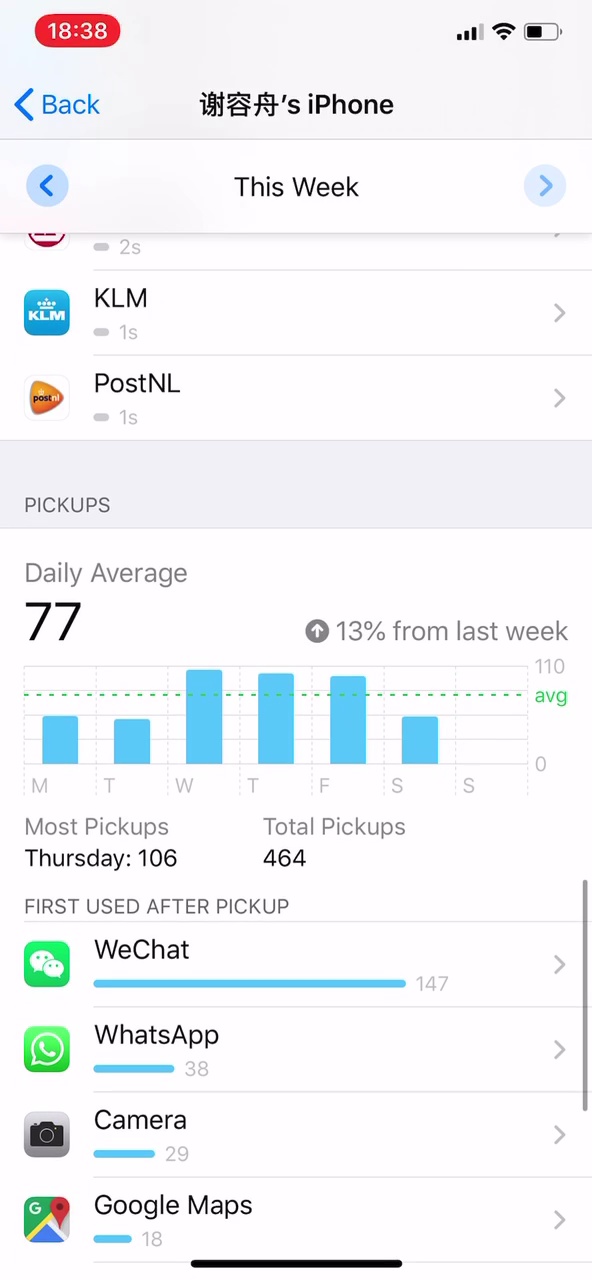 18:38
Back
谢容舟's iPhone
This Week
2s
KLM
KLM
1s
PostNL
postnl
1s
PICKUPS
Daily Average
77
13% from last week
110
avg
0
M T W T F S S
Most Pickups Total Pickups
Thursday: 106 464
FIRST USED AFTER PICKUP
WeChat
147
WhatsApp
38
Camera
29
G
Google Maps
18